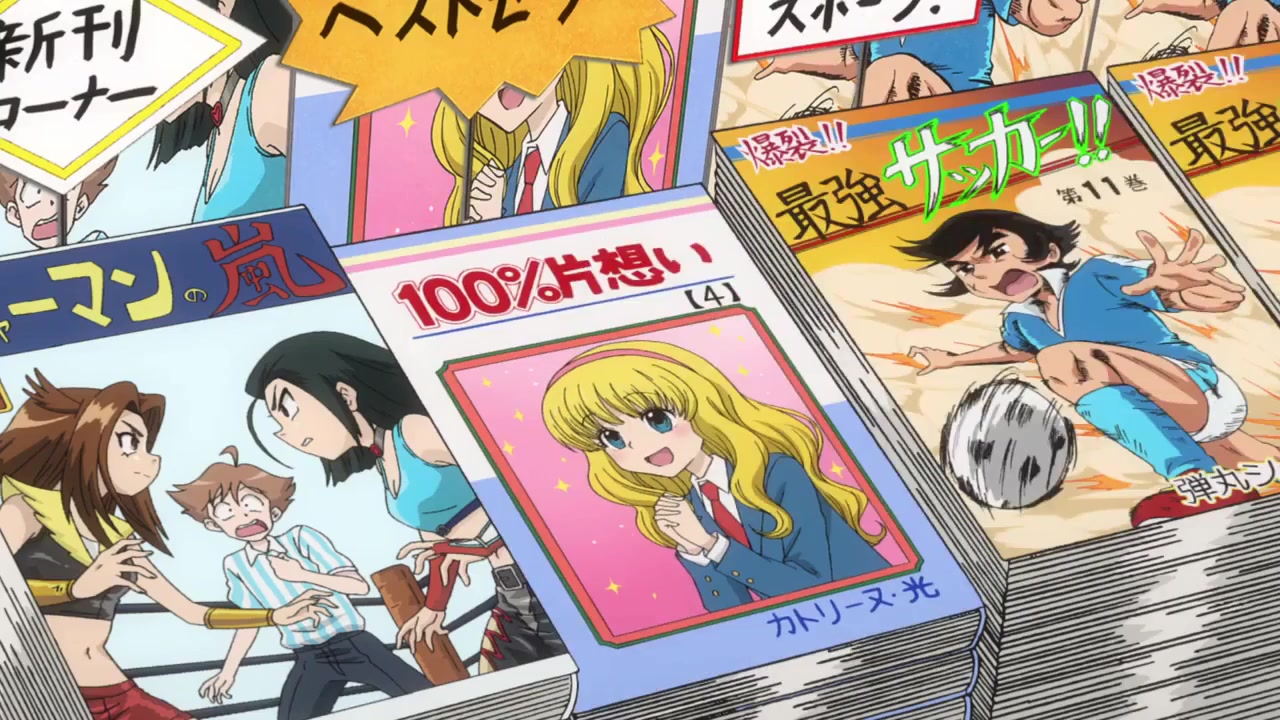 新刊
コーナー
ベストセラ
スポーツ!
ャーマンの嵐
100%片想い
【4】
カトリーヌ・光
爆裂!!
最強サッカー!!
第11巻
弾丸シ
爆裂!!
最強